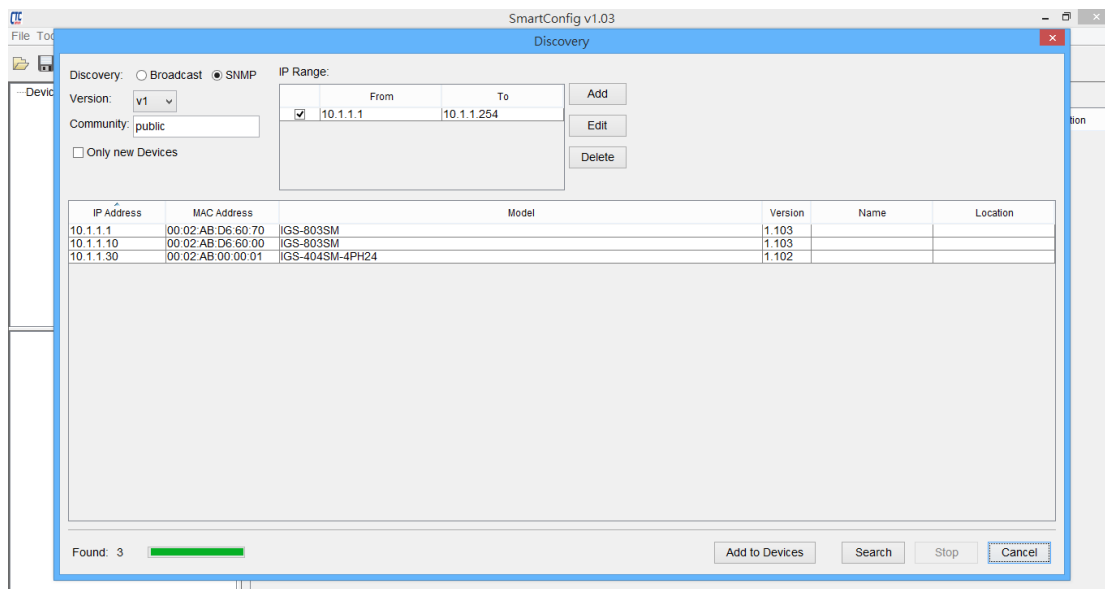 CTC
SmartConfig v1.03
File Too
Discovery
Discovery: Broadcast SNMP
IP Range:
Version: v1
From To
Add
Community: public
10.1.1.1 10.1.1.254
Edit
Only new Devices
Delete
Devic
tion
IP Address MAC Address Model Version Name Location
10.1.1.1 00:02:AB:D6:60:70 IGS-803SM 1.103
10.1.1.10 00:02:AB:D6:60:00 IGS-803SM 1.103
10.1.1.30 00:02:AB:00:00:01 IGS-404SM-4PH24 1.102
Found: 3
Add to Devices Search Stop Cancel